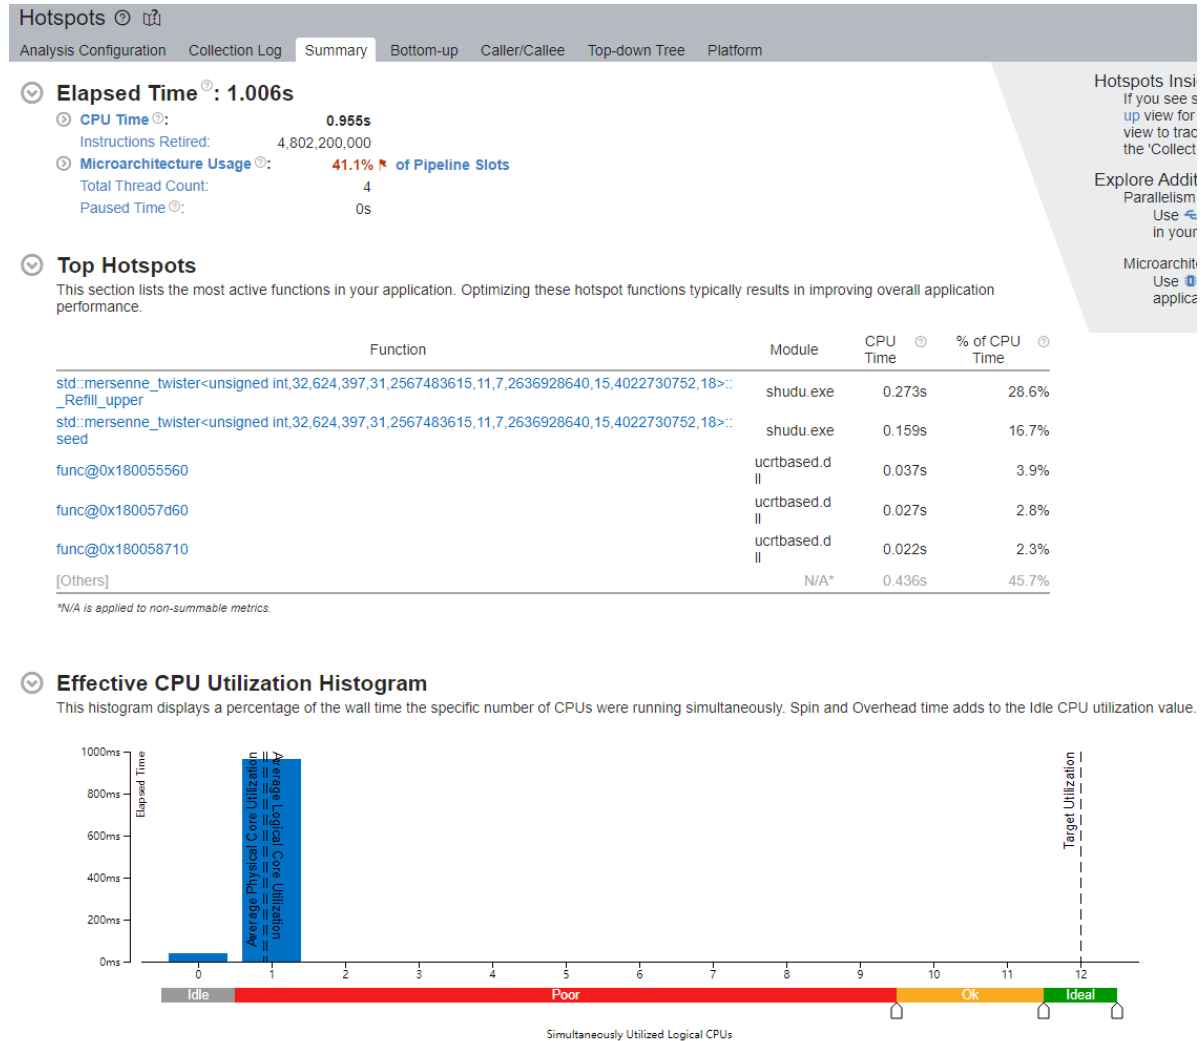 Hotspots
Analysis Configuration Collection Log Summary Bottom-up Caller/Callee Top-down Tree Platform
Elapsed Time: 1.006s
CPU Time: 0.955s
Instructions Retired: 4,802,200,000
Microarchitecture Usage: 41.1% of Pipeline Slots
Total Thread Count: 4
Paused Time: 0s
Hotspots Insi
If you see s
up view for
view to trac
the 'Collect
Explore Addit
Parallelism
Use
in your
Microarchite
Use
applica
Top Hotspots
This section lists the most active functions in your application. Optimizing these hotspot functions typically results in improving overall application
performance.
Function Module CPU Time % of CPU Time
std::mersenne_twister<unsigned int,32,624,397,31,2567483615,11,7,2636928640,15,4022730752,18>::
_Refill_upper shudu.exe 0.273s 28.6%
std::mersenne_twister<unsigned int,32,624,397,31,2567483615,11,7,2636928640,15,4022730752,18>::
seed shudu.exe 0.159s 16.7%
func@0x180055560 ucrtbased.dll 0.037s 3.9%
func@0x180057d60 ucrtbased.dll 0.027s 2.8%
func@0x180058710 ucrtbased.dll 0.022s 2.3%
[Others] N/A* 0.436s 45.7%
*N/A is applied to non-summable metrics.
Effective CPU Utilization Histogram
This histogram displays a percentage of the wall time the specific number of CPUs were running simultaneously. Spin and Overhead time adds to the Idle CPU utilization value.
1000ms
800ms
600ms
400ms
200ms
0ms
Elapsed Time
Average Physical Core Utilization
Average Logical Core Utilization
Target Utilization
0 1 2 3 4 5 6 7 8 9 10 11 12
Idle Poor Ok Ideal
Simultaneously Utilized Logical CPUs